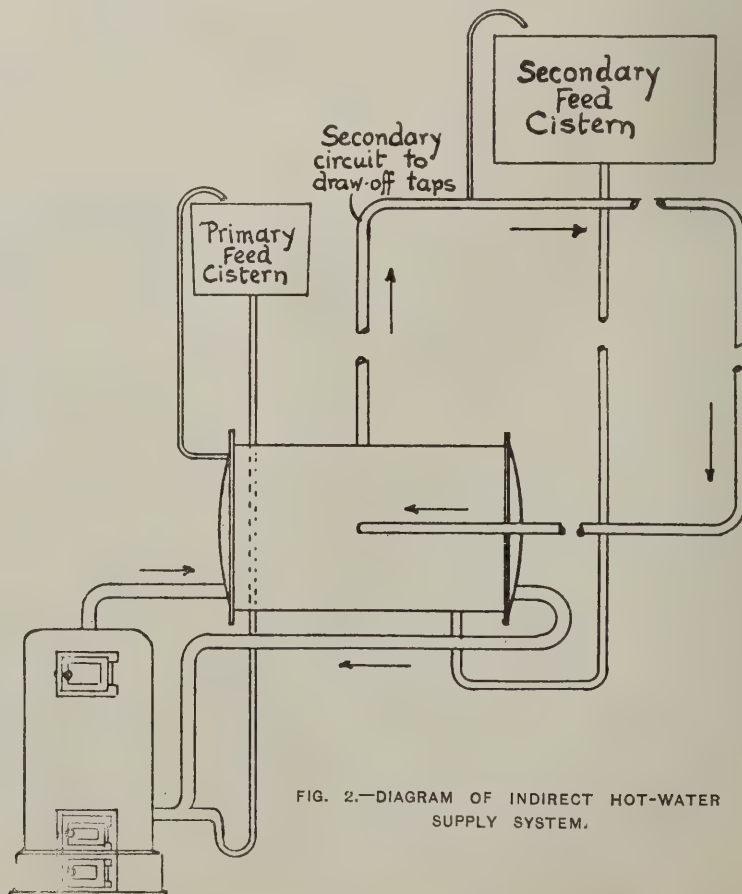 Secondary
Feed
Cistern
Secondary
circuit to
draw-off taps
Primary
Feed
Cistern
FIG. 2.—DIAGRAM OF INDIRECT HOT-WATER
SUPPLY SYSTEM.